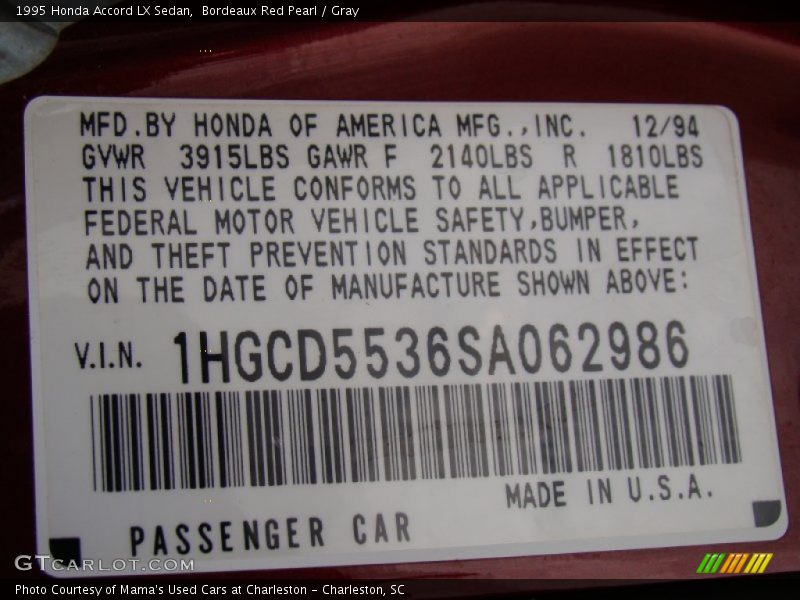 1995 Honda Accord LX Sedan,  Bordeaux Red Pearl / Gray
MFD.BY HONDA OF AMERICA MFG.,INC. 12/94
GVWR 3915LBS GAWR F 2140LBS R 1810LBS
THIS VEHICLE CONFORMS TO ALL APPLICABLE
FEDERAL MOTOR VEHICLE SAFETY,BUMPER,
AND THEFT PREVENTION STANDARDS IN EFFECT
ON THE DATE OF MANUFACTURE SHOWN ABOVE:
V.I.N. 1HGCD5536SA062986
MADE IN U.S.A.
PASSENGER CAR
GTCARLOT.COM
Photo Courtesy of Mama's Used Cars at Charleston - Charleston, SC